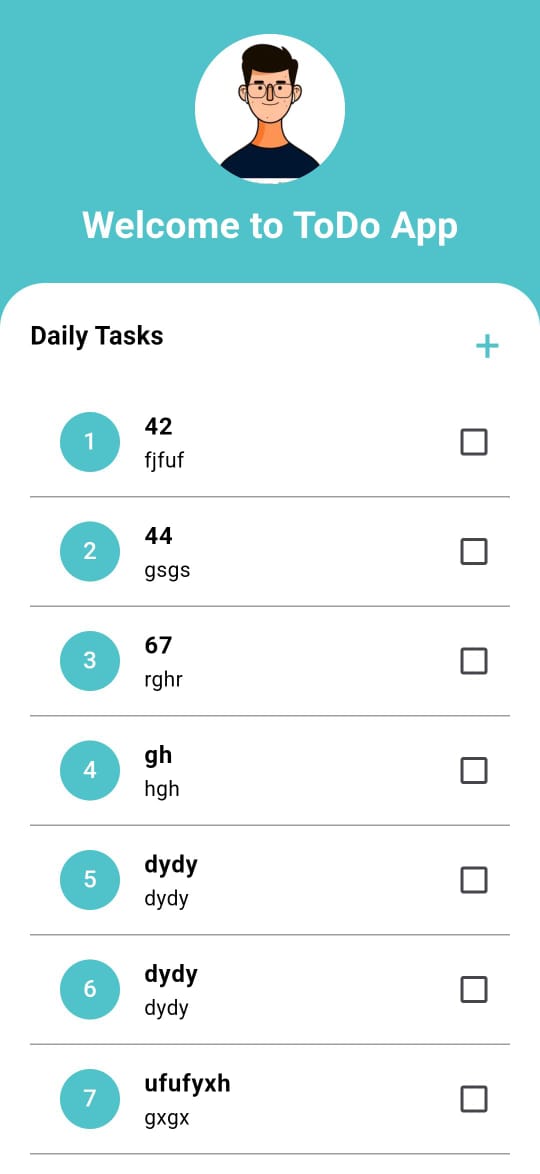 Welcome to ToDo App
Daily Tasks
+
1
42
fjfuf
2
44
gsgs
3
67
rghr
4
gh
hgh
5
dydy
dydy
6
dydy
dydy
7
ufufyxh
gxgx